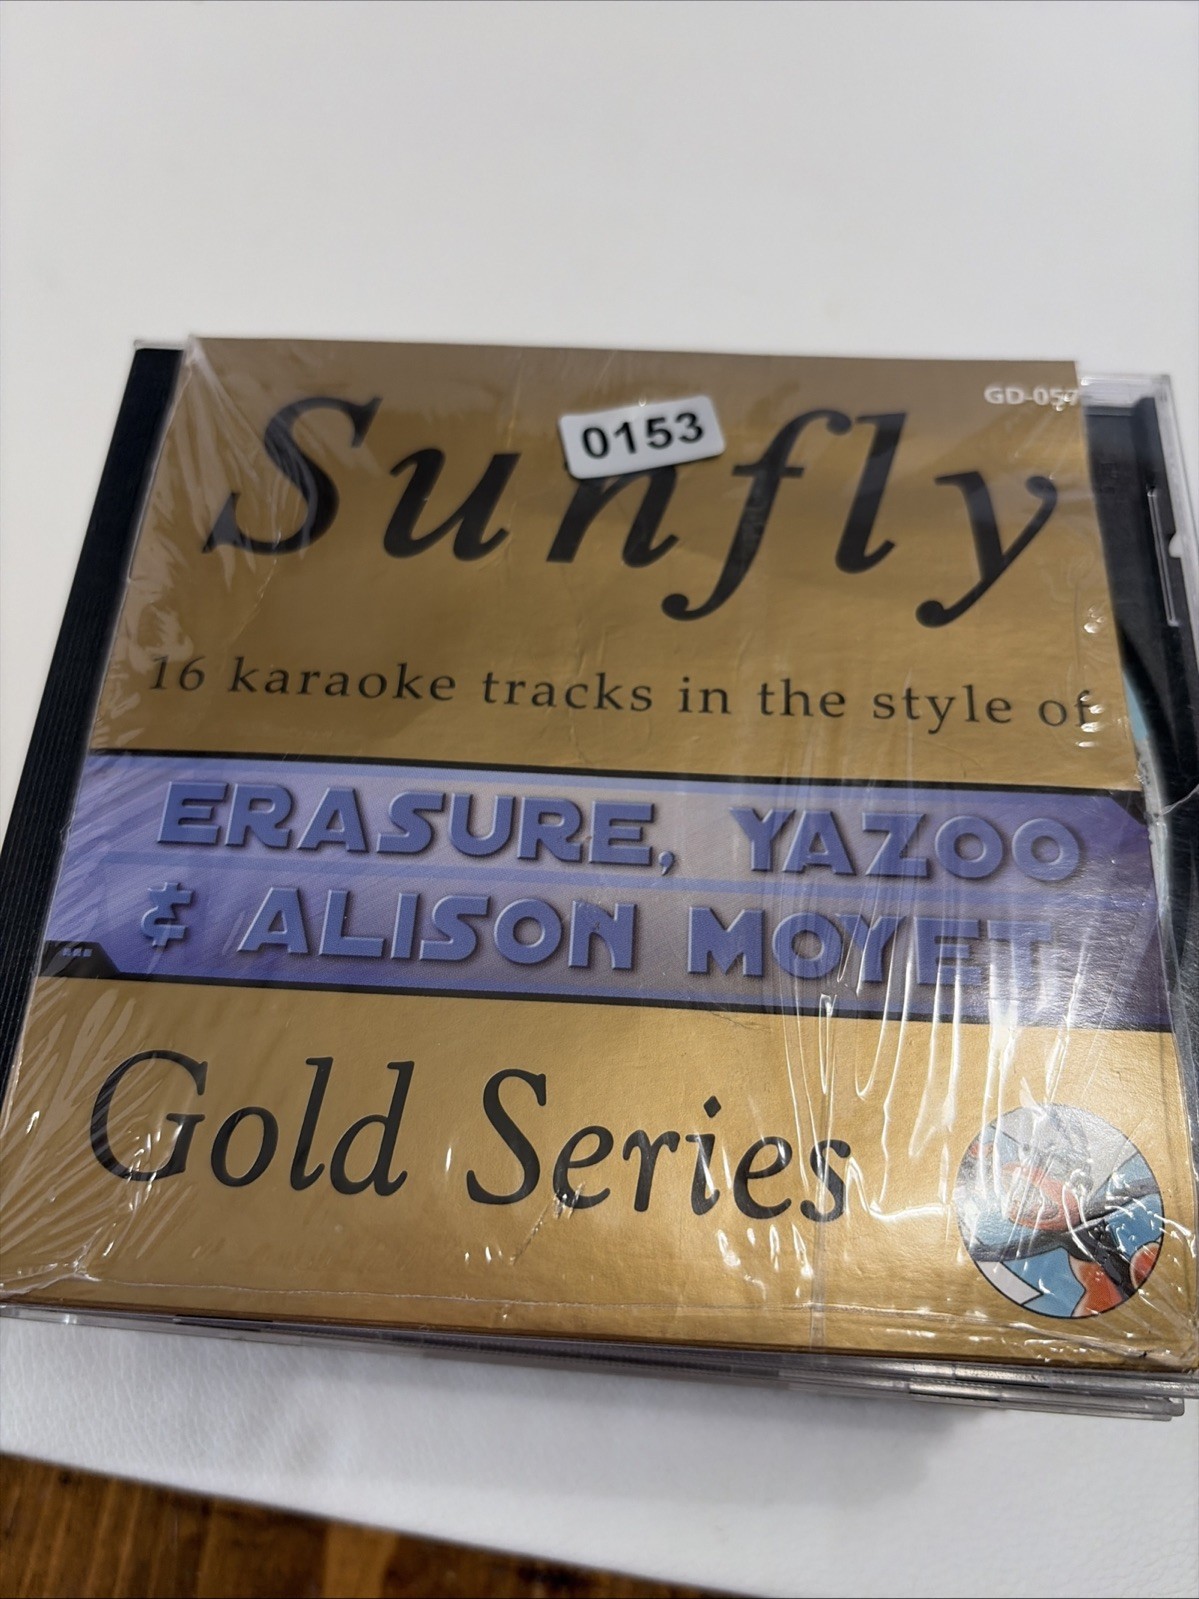 GD-057
0153
Sunfly
16 karaoke tracks in the style of
ERASURE, YAZOO
& ALISON MOYET
Gold Series